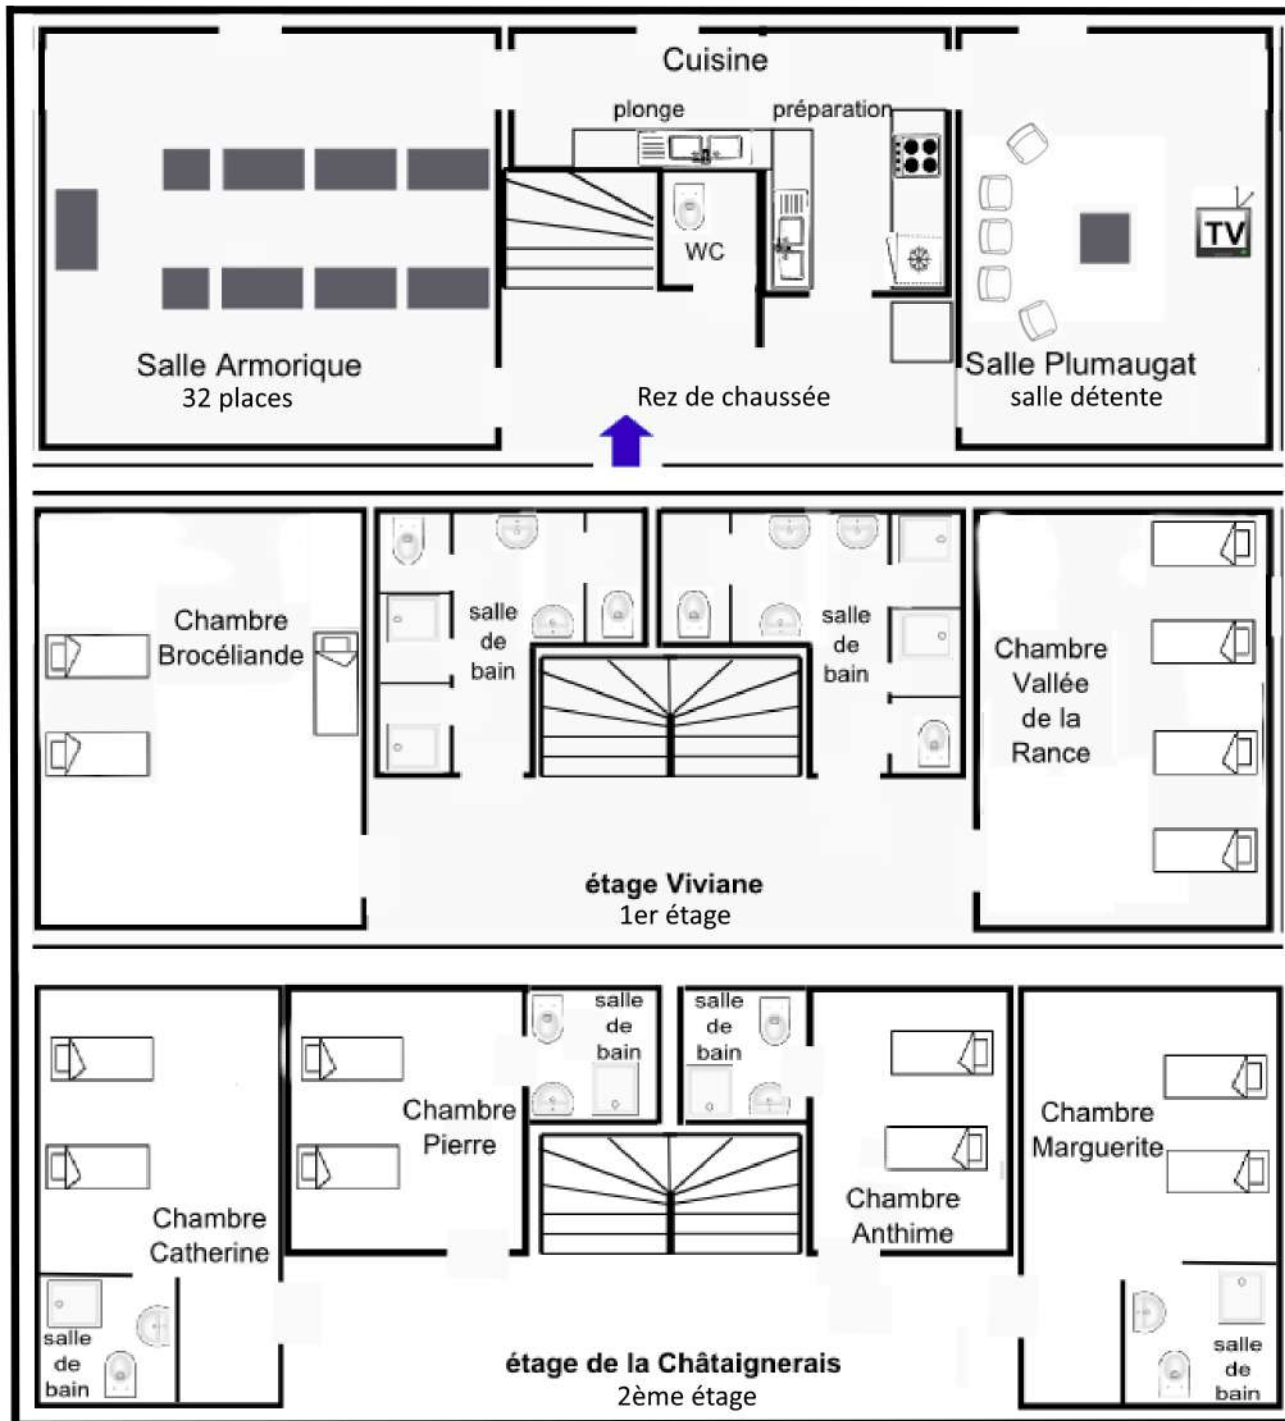 Cuisine
plonge
préparation
WC
TV
Salle Armorique
32 places
Rez de chaussée
Salle Plumaugat
salle détente
Chambre
Brocéliande
salle
de
bain
salle
de
bain
Chambre
Vallée
de la
Rance
étage Viviane
1er étage
salle
de
bain
salle
de
bain
Chambre
Pierre
Chambre
Marguerite
Chambre
Catherine
Chambre
Anthime
salle
de
bain
salle
de
bain
étage de la Châtaignerais
2ème étage